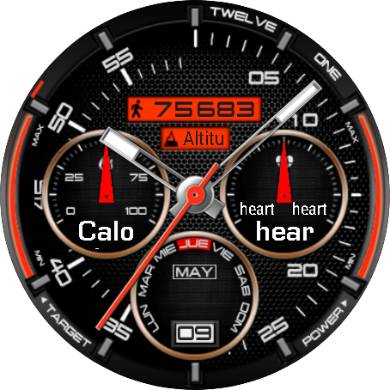 TWELVE
ONE
05
50
10
75683
Altitu
MAX
MAX
25
75
0
100
Calo
heart
heart
hear
45
MIN
MIN
40
20
LUN MAR MIE JUE VIE SAB DOM
MAY
09
35
25
TARGET
POWER